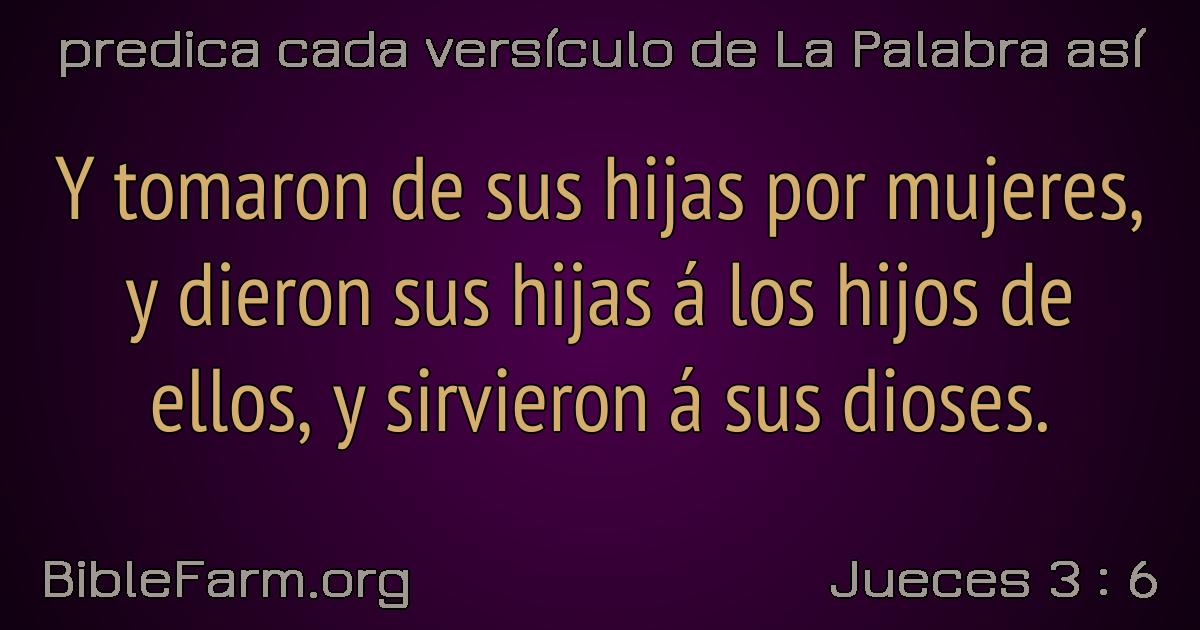 predica cada versículo de La Palabra así
Y tomaron de sus hijas por mujeres,
y dieron sus hijas á los hijos de
ellos, y sirvieron á sus dioses.
BibleFarm.org
Jueces 3 : 6